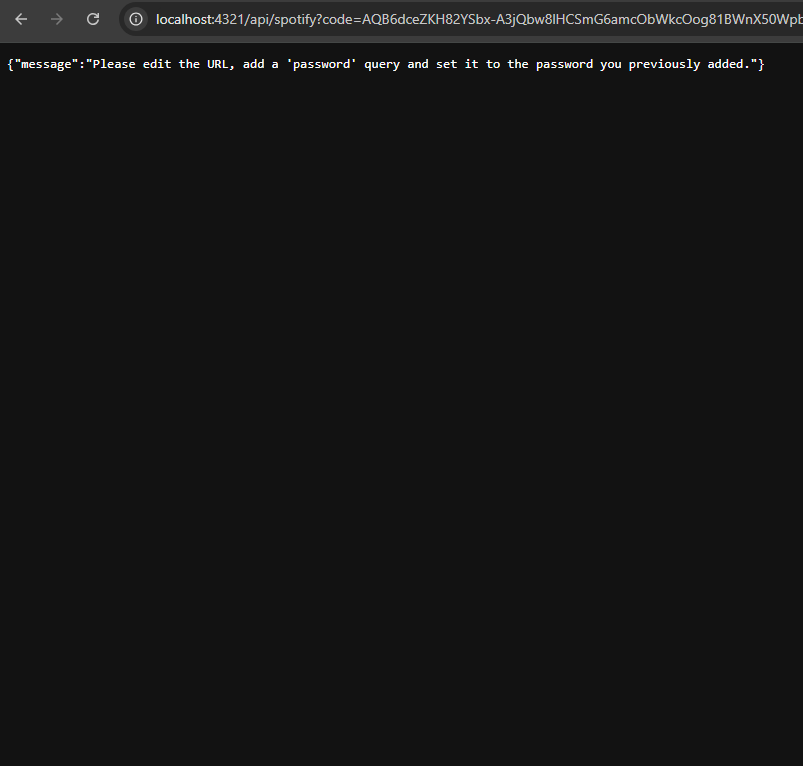 localhost:4321/api/spotify?code=AQB6dceZKH82YSbx-A3jQbw8lHCSmG6amcObWkcOog81BWnX50Wpb
{"message":"Please edit the URL, add a 'password' query and set it to the password you previously added."}